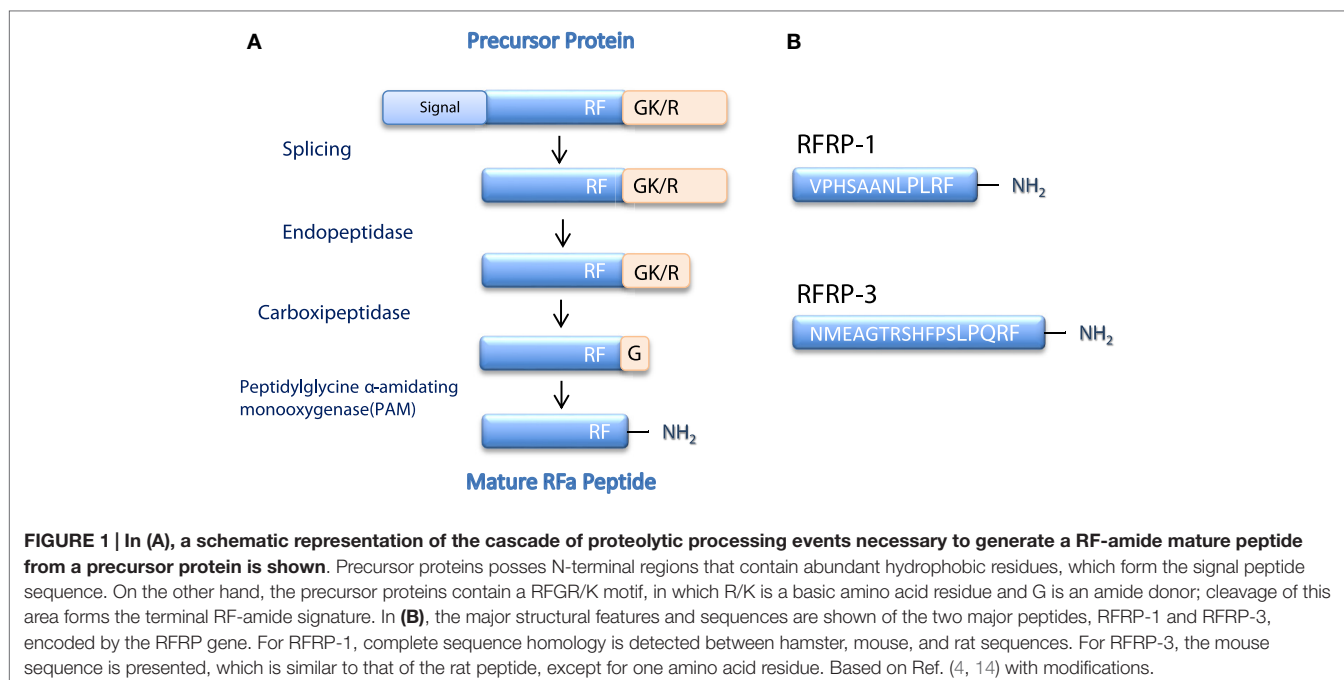 A
Precursor Protein
Signal
RF
GK/R
Splicing
RF
GK/R
Endopeptidase
RF
GK/R
Carboxipeptidase
RF
G
Peptidylglycine α-amidating
monooxygenase(PAM)
RF
NH2
Mature RFa Peptide
B
RFRP-1
VPHSAANLPLRF
NH2
RFRP-3
NMEAGTRSHFPSLPQRF
NH2
FIGURE 1 | In (A), a schematic representation of the cascade of proteolytic processing events necessary to generate a RF-amide mature peptide
from a precursor protein is shown. Precursor proteins posses N-terminal regions that contain abundant hydrophobic residues, which form the signal peptide
sequence. On the other hand, the precursor proteins contain a RFGR/K motif, in which R/K is a basic amino acid residue and G is an amide donor; cleavage of this
area forms the terminal RF-amide signature. In (B), the major structural features and sequences are shown of the two major peptides, RFRP-1 and RFRP-3,
encoded by the RFRP gene. For RFRP-1, complete sequence homology is detected between hamster, mouse, and rat sequences. For RFRP-3, the mouse
sequence is presented, which is similar to that of the rat peptide, except for one amino acid residue. Based on Ref. (4, 14) with modifications.